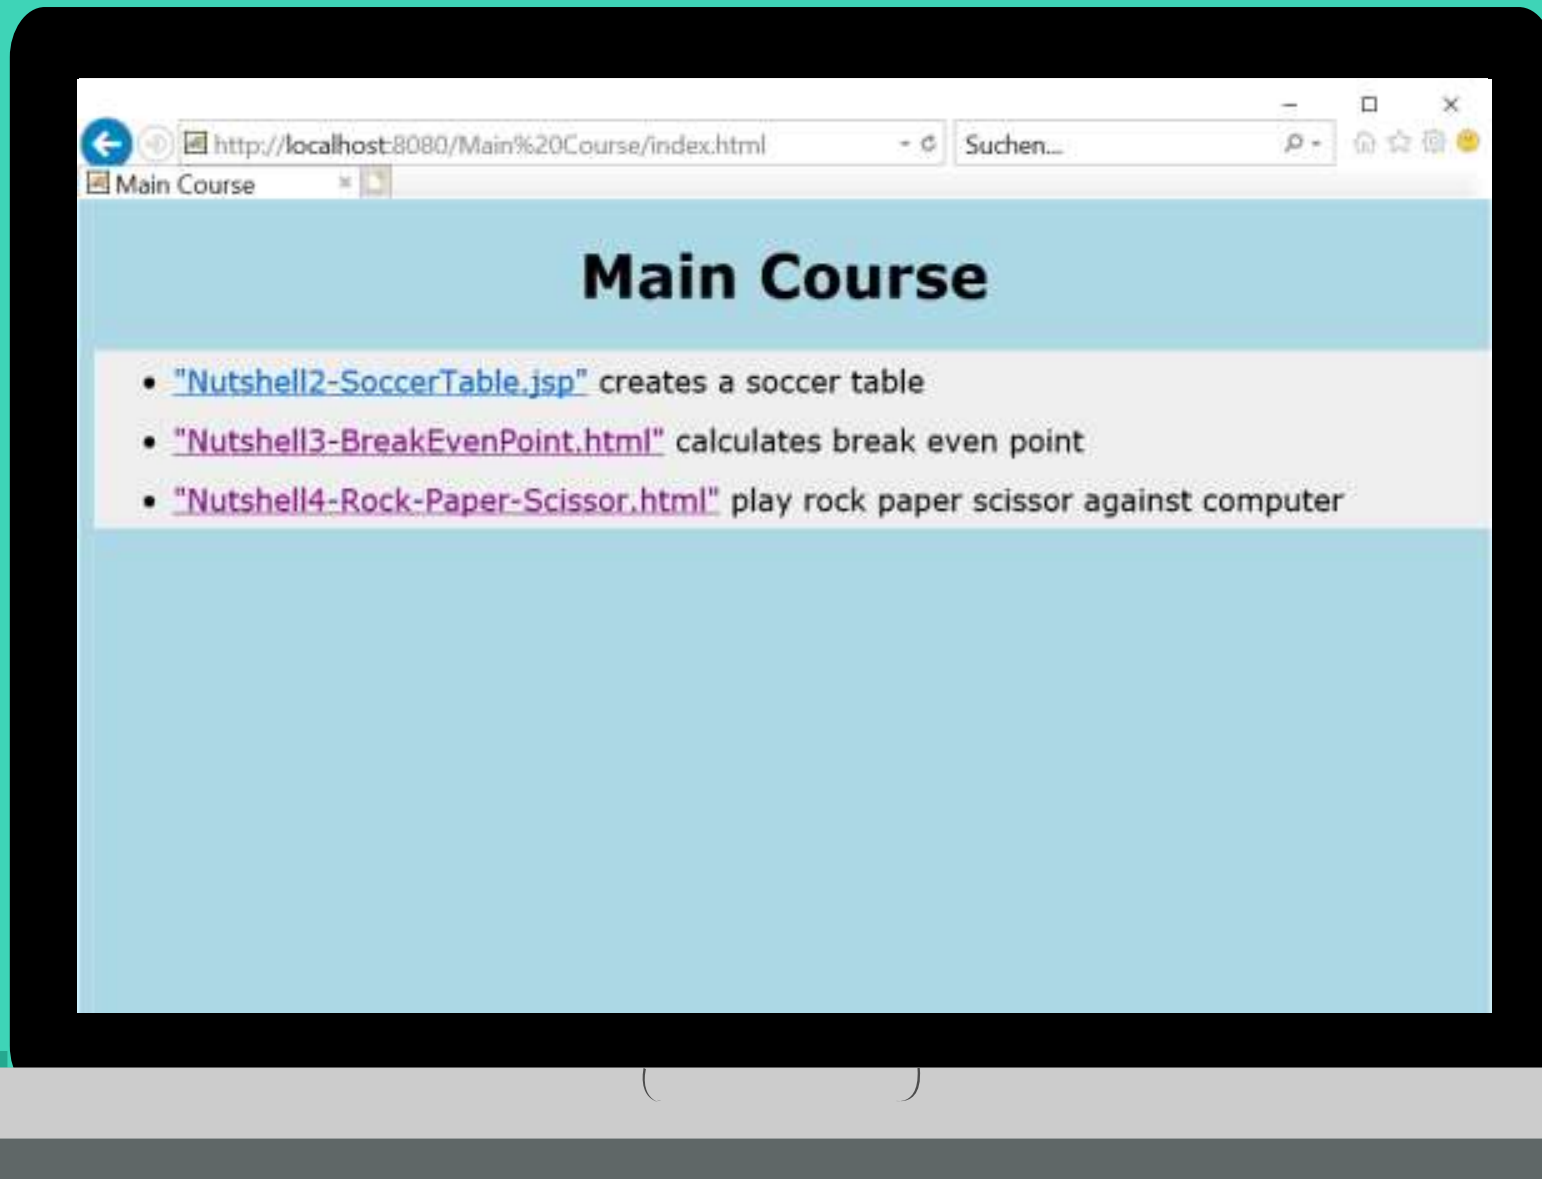 http://localhost:8080/Main%20Course/index.html
Suchen...
Main Course
Main Course
"Nutshell2-SoccerTable.jsp" creates a soccer table
"Nutshell3-BreakEvenPoint.html" calculates break even point
"Nutshell4-Rock-Paper-Scissor.html" play rock paper scissor against computer